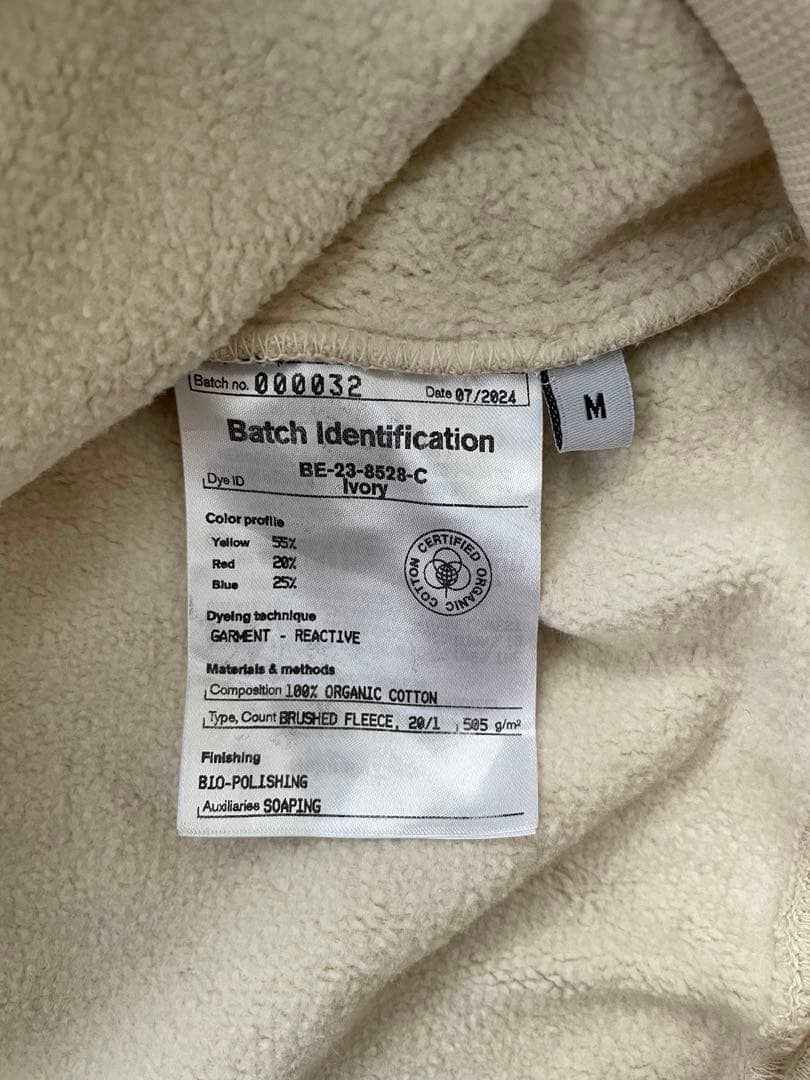 Batch no. 000032 Date 07/2024
M
Batch Identification
BE-23-8528-C
Dye ID Ivory
Color profile
Yellow 55%
Red 20%
Blue 25%
CERTIFIED ORGANIC COTTON
Dyeing technique
GARMENT - REACTIVE
Materials & methods
Composition 100% ORGANIC COTTON
Type, Count BRUSHED FLEECE, 20/1 505 g/m²
Finishing
BIO-POLISHING
Auxiliaries SOAPING